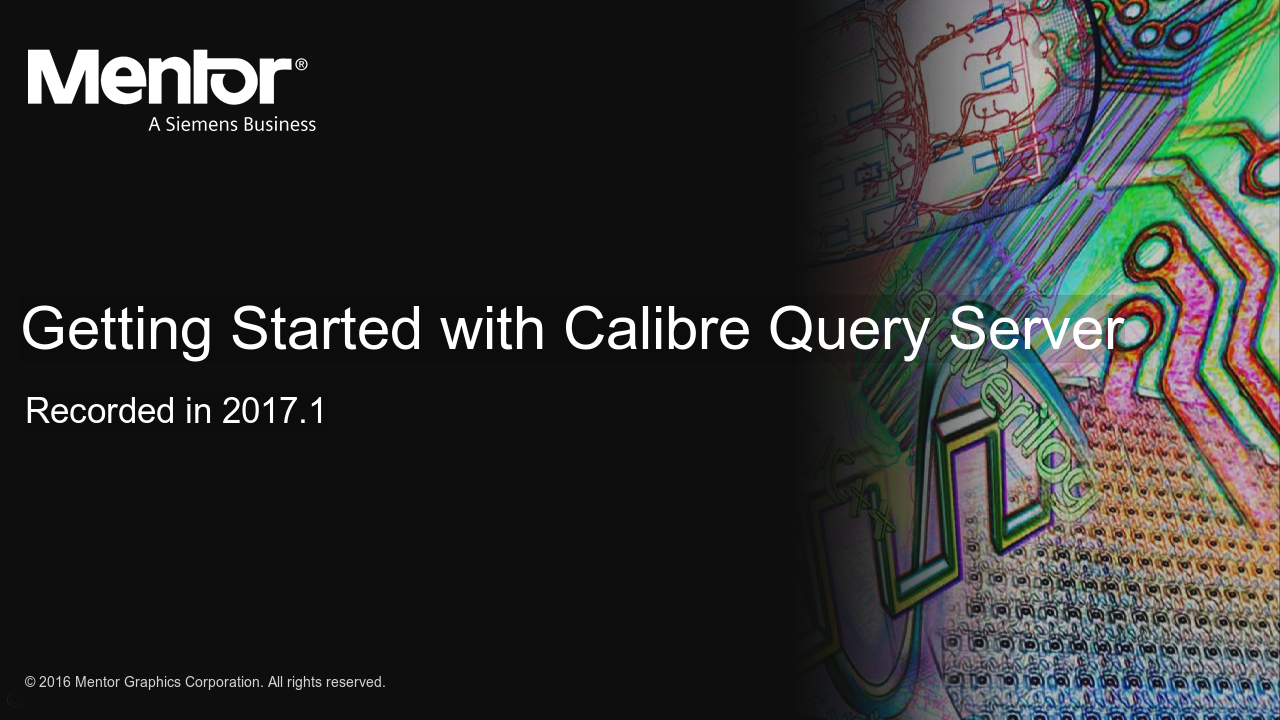 Mentor®
A Siemens Business
Getting Started with Calibre Query Server
Recorded in 2017.1
SystemVerilog
C++
© 2016 Mentor Graphics Corporation. All rights reserved.